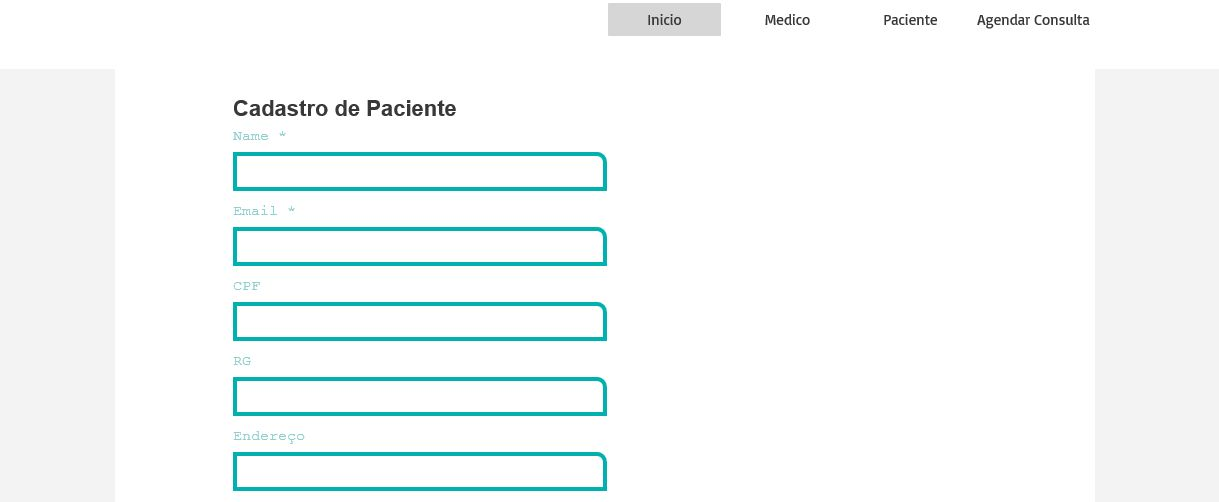 Inicio Medico Paciente Agendar Consulta
Cadastro de Paciente
Name *
Email *
CPF
RG
Endereço